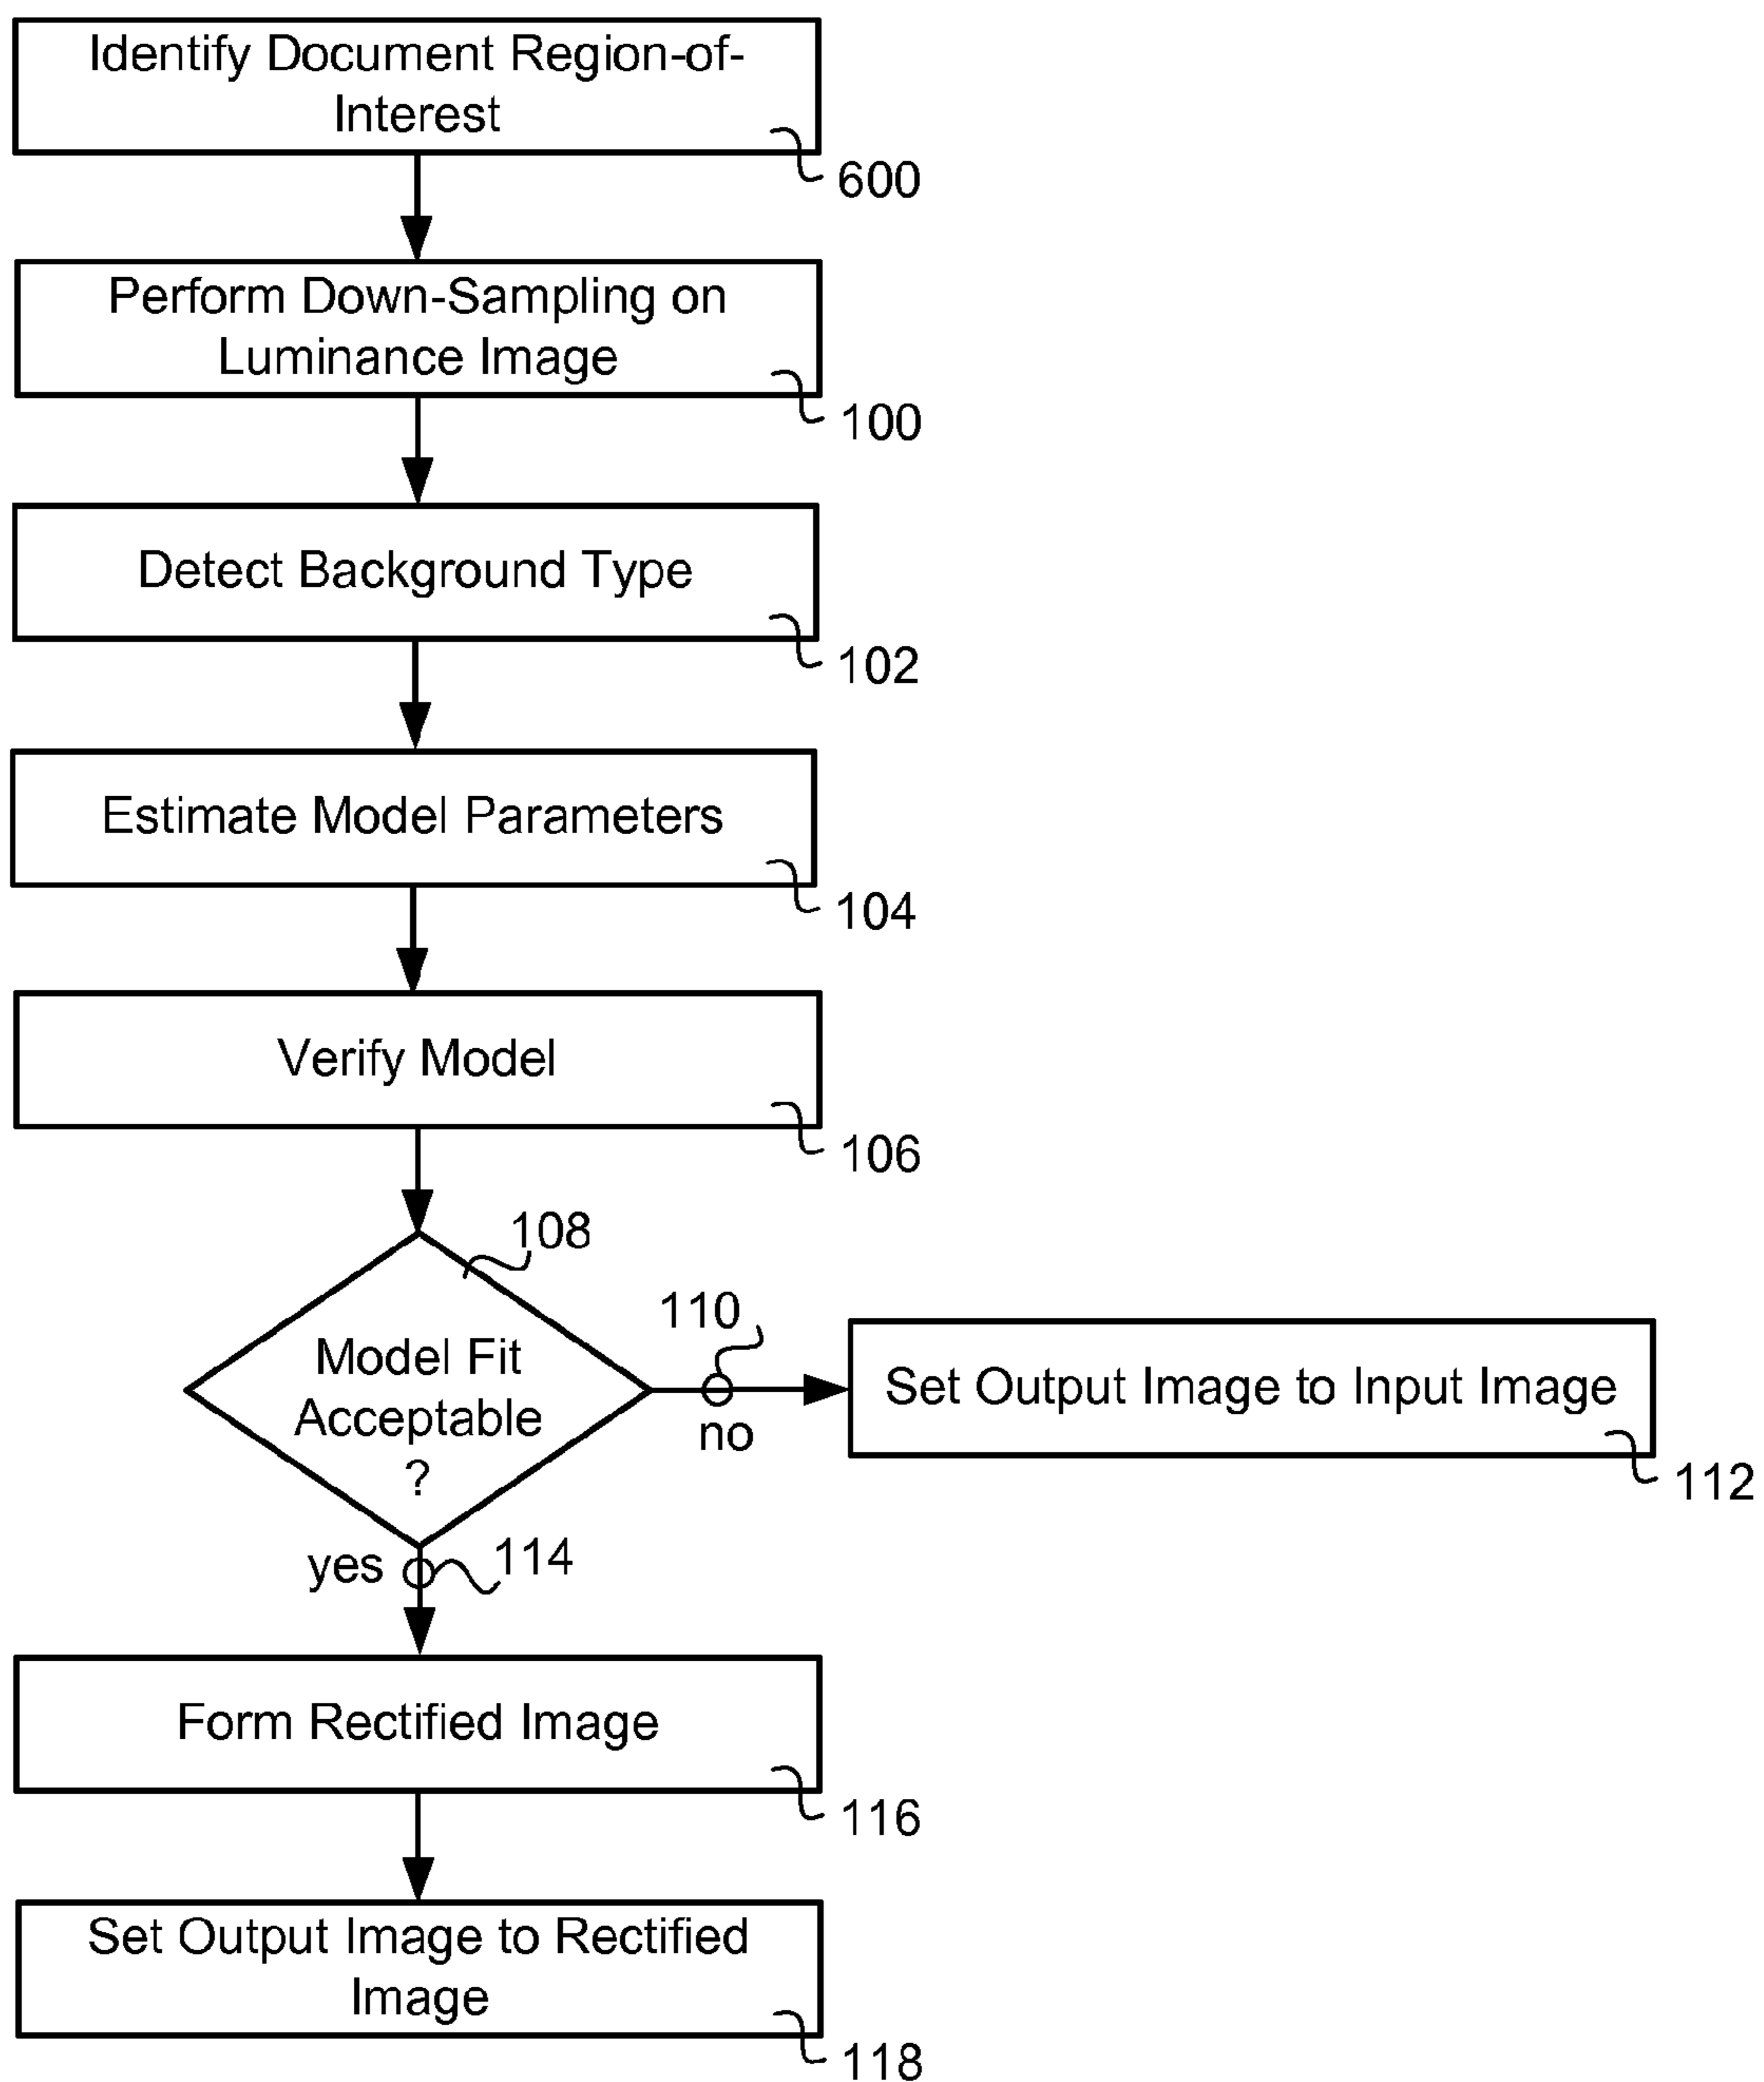 Identify Document Region-of-
Interest
600
Perform Down-Sampling on
Luminance Image
100
Detect Background Type
102
Estimate Model Parameters
104
Verify Model
106
108
Model Fit
Acceptable
?
110
no
Set Output Image to Input Image
112
yes
114
Form Rectified Image
116
Set Output Image to Rectified
Image
118